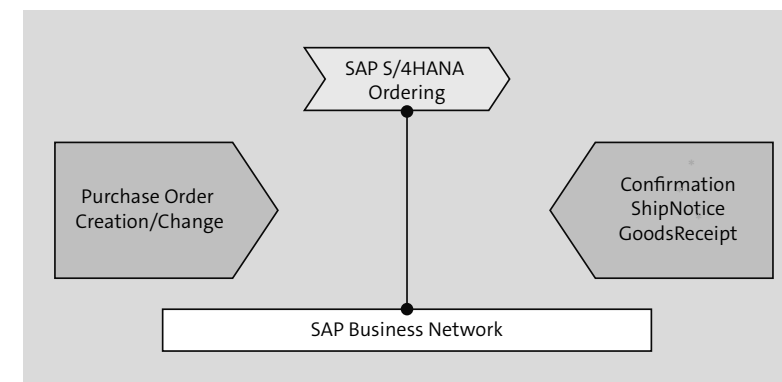 SAP S/4HANA
Ordering
Purchase Order
Creation/Change
Confirmation
ShipNotice
GoodsReceipt
SAP Business Network